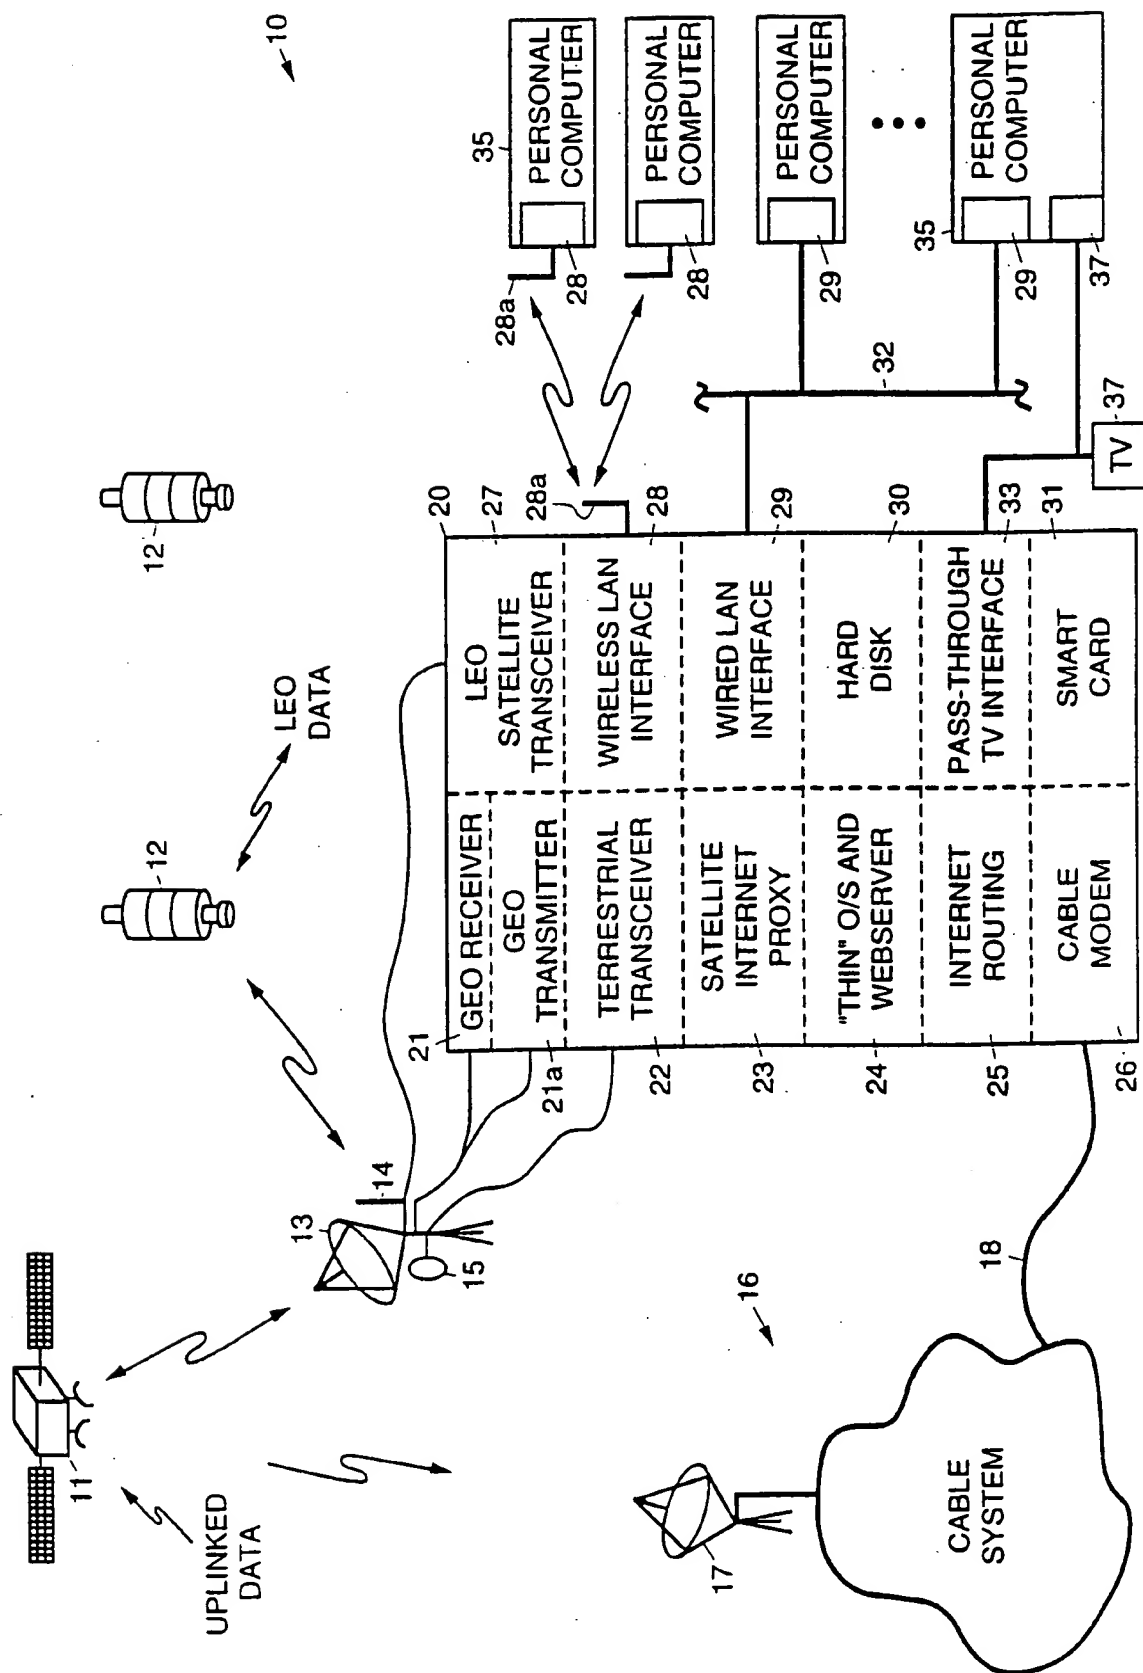 10
UPLINKED
DATA
11
12
12
LEO
DATA
13
14
15
16
17
18
CABLE
SYSTEM
20
21
GEO RECEIVER
21a
GEO
TRANSMITTER
22
TERRESTRIAL
TRANSCEIVER
23
SATELLITE
INTERNET
PROXY
24
"THIN" O/S AND
WEBSERVER
25
INTERNET
ROUTING
26
CABLE
MODEM
27
LEO
SATELLITE
TRANSCEIVER
28a
28
WIRELESS LAN
INTERFACE
29
WIRED LAN
INTERFACE
30
HARD
DISK
33
PASS-THROUGH
TV INTERFACE
31
SMART
CARD
32
TV
37
28a
28
35
PERSONAL
COMPUTER
28
PERSONAL
COMPUTER
29
PERSONAL
COMPUTER
35
29
37
PERSONAL
COMPUTER